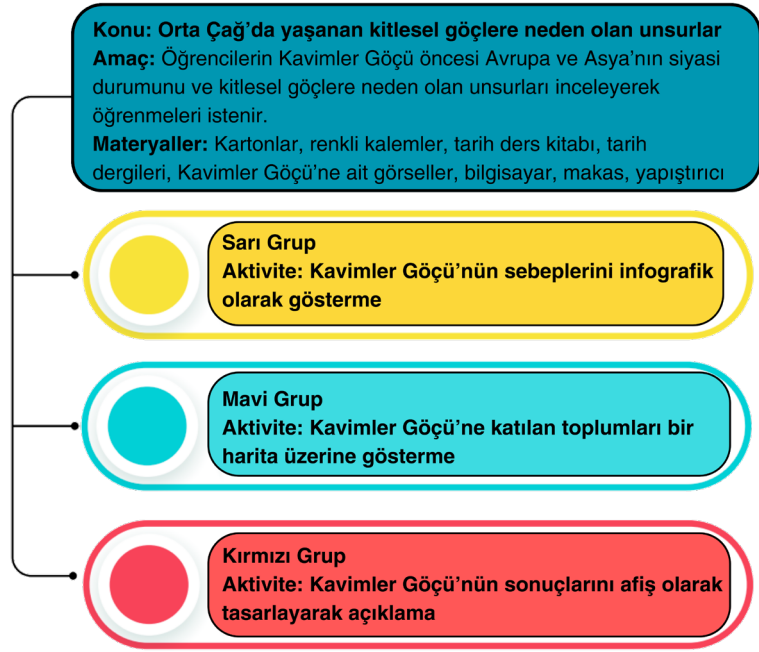 Konu: Orta Çağ’da yaşanan kitlesel göçlere neden olan unsurlar
Amaç: Öğrencilerin Kavimler Göçü öncesi Avrupa ve Asya’nın siyasi
durumunu ve kitlesel göçlere neden olan unsurları inceleyerek
öğrenmeleri istenir.
Materyaller: Kartonlar, renkli kalemler, tarih ders kitabı, tarih
dergileri, Kavimler Göçü’ne ait görseller, bilgisayar, makas, yapıştırıcı
Sarı Grup
Aktivite: Kavimler Göçü’nün sebeplerini infografik
olarak gösterme
Mavi Grup
Aktivite: Kavimler Göçü’ne katılan toplumları bir
harita üzerine gösterme
Kırmızı Grup
Aktivite: Kavimler Göçü’nün sonuçlarını afiş olarak
tasarlayarak açıklama